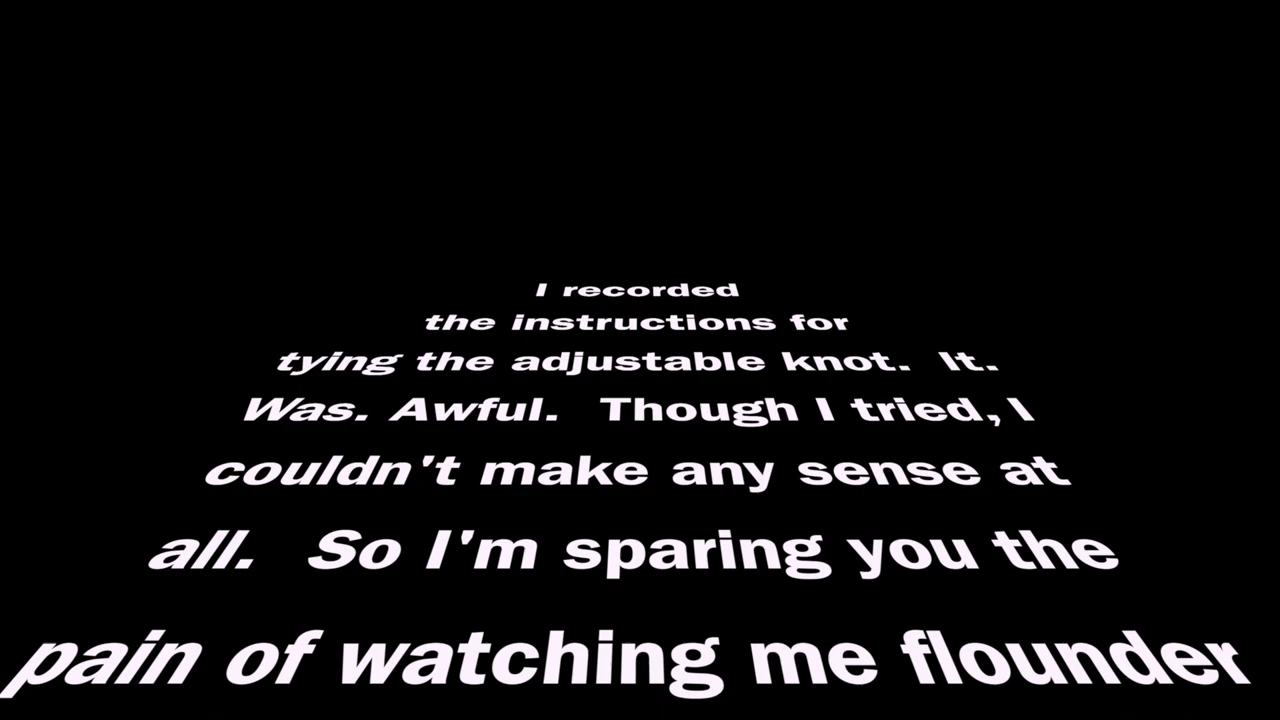 I recorded
the instructions for
tying the adjustable knot.  It.
Was. Awful.  Though I tried, I
couldn't make any sense at
all.  So I'm sparing you the
pain of watching me flounder